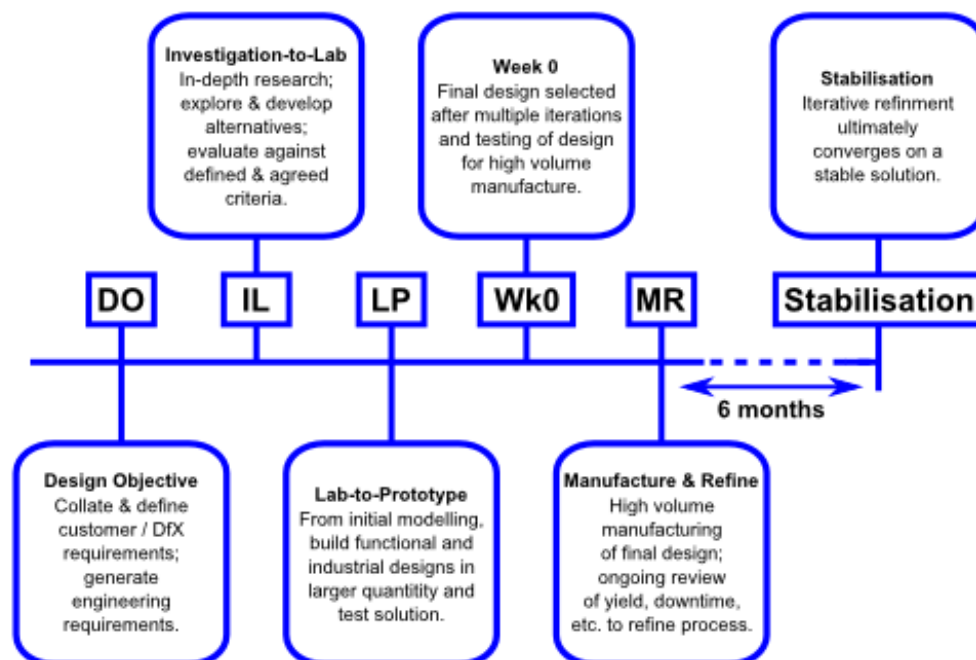 Investigation-to-Lab
In-depth research;
explore & develop
alternatives;
evaluate against
defined & agreed
criteria.
Week 0
Final design selected
after multiple iterations
and testing of design
for high volume
manufacture.
Stabilisation
Iterative refinment
ultimately
converges on a
stable solution.
DO
IL
LP
Wk0
MR
Stabilisation
6 months
Design Objective
Collate & define
customer / DfX
requirements;
generate
engineering
requirements.
Lab-to-Prototype
From initial modelling,
build functional and
industrial designs in
larger quantitity and
test solution.
Manufacture & Refine
High volume
manufacturing
of final design;
ongoing review
of yield, downtime,
etc. to refine process.